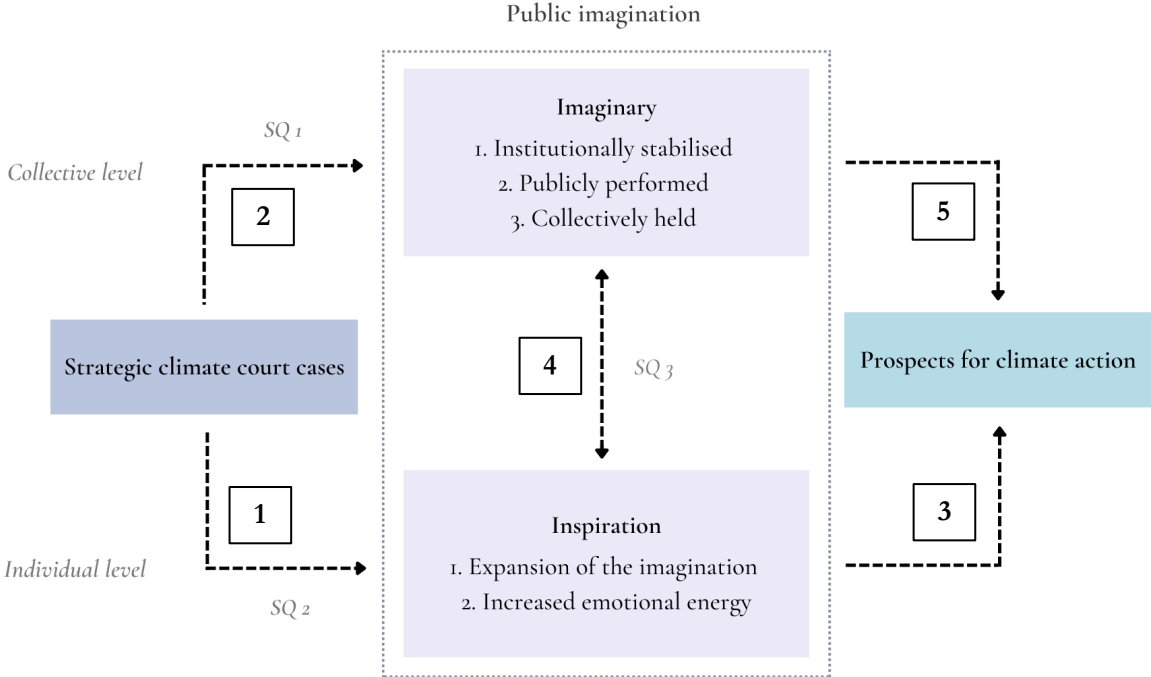 Public imagination
Imaginary
1. Institutionally stabilised
2. Publicly performed
3. Collectively held
SQ 1
Collective level
2
5
Strategic climate court cases
4
SQ 3
Prospects for climate action
1
3
Inspiration
1. Expansion of the imagination
2. Increased emotional energy
Individual level
SQ 2